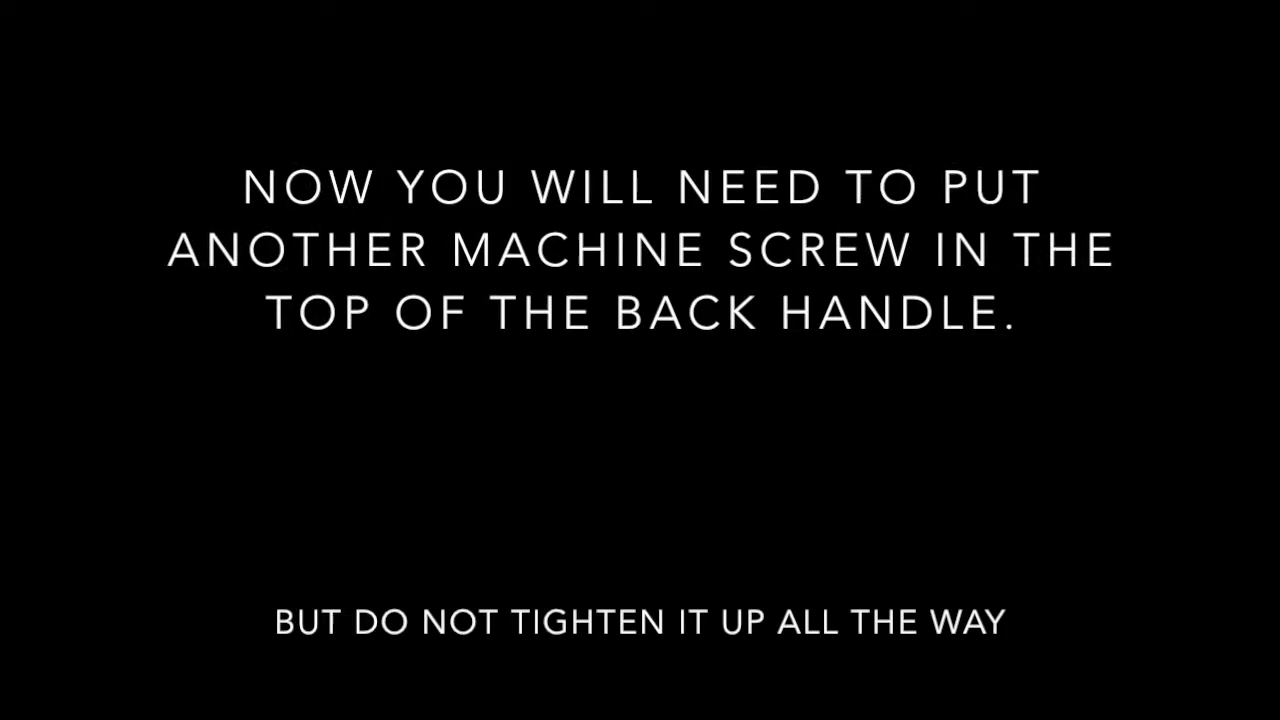 NOW YOU WILL NEED TO PUT
ANOTHER MACHINE SCREW IN THE
TOP OF THE BACK HANDLE.
BUT DO NOT TIGHTEN IT UP ALL THE WAY